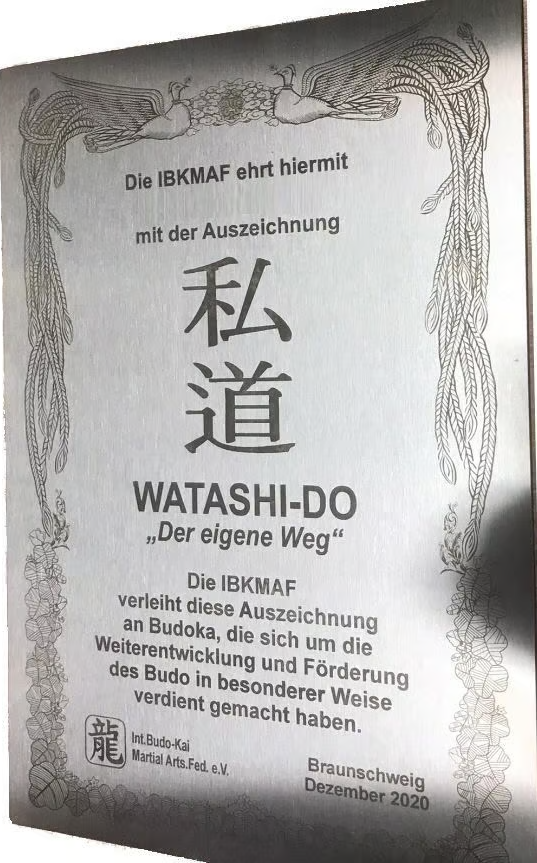 Die IBKMAF ehrt hiermit
mit der Auszeichnung
私
道
WATASHI-DO
„Der eigene Weg“
Die IBKMAF
verleiht diese Auszeichnung
an Budoka, die sich um die
Weiterentwicklung und Förderung
des Budo in besonderer Weise
verdient gemacht haben.
龍
Int.Budo-Kai
Martial Arts.Fed. e.V.
Braunschweig
Dezember 2020